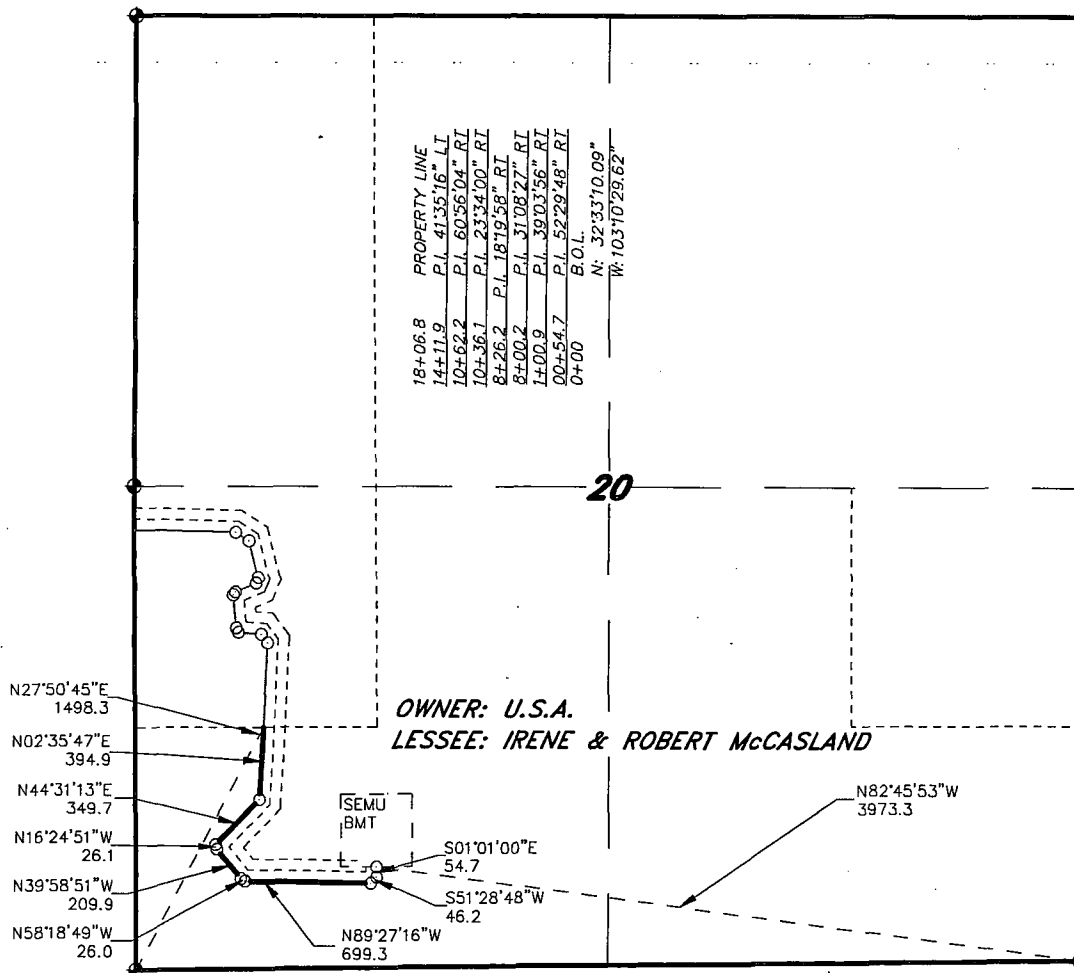 18+06.8 PROPERTY LINE
14+11.9 P.I. 41°35'16" LT
10+62.2 P.I. 60°56'04" RT
10+36.1 P.I. 23°34'00" RT
8+26.2 P.I. 18°19'58" RT
8+00.2 P.I. 31°08'27" RT
1+00.9 P.I. 39°03'56" RT
00+54.7 P.I. 52°29'48" RT
0+00 B.O.L.
N: 32°33'10.09"
W: 103°10'29.62"
20
OWNER: U.S.A.
LESSEE: IRENE & ROBERT McCASLAND
N27°50'45"E
1498.3
N02°35'47"E
394.9
N44°31'13"E
349.7
N16°24'51"W
26.1
N39°58'51"W
209.9
N58°18'49"W
26.0
N89°27'16"W
699.3
SEMU
BMT
S01°01'00"E
54.7
S51°28'48"W
46.2
N82°45'53"W
3973.3